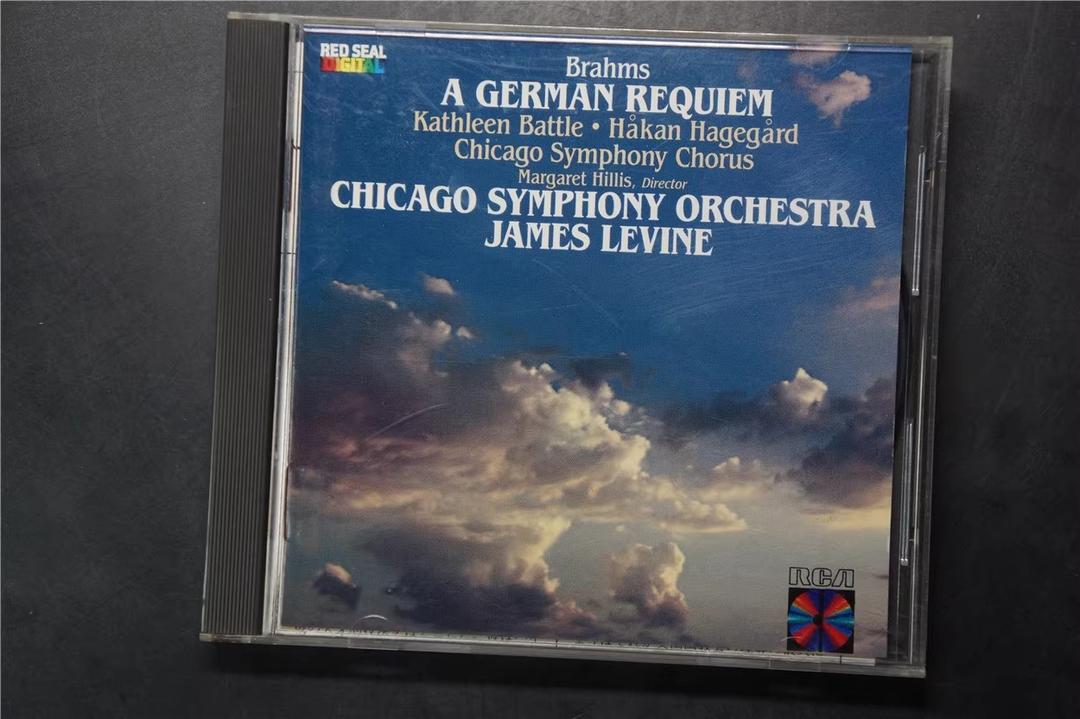 RED SEAL
DIGITAL
Brahms
A GERMAN REQUIEM
Kathleen Battle • Håkan Hagegård
Chicago Symphony Chorus
Margaret Hillis, Director
CHICAGO SYMPHONY ORCHESTRA
JAMES LEVINE
RCA